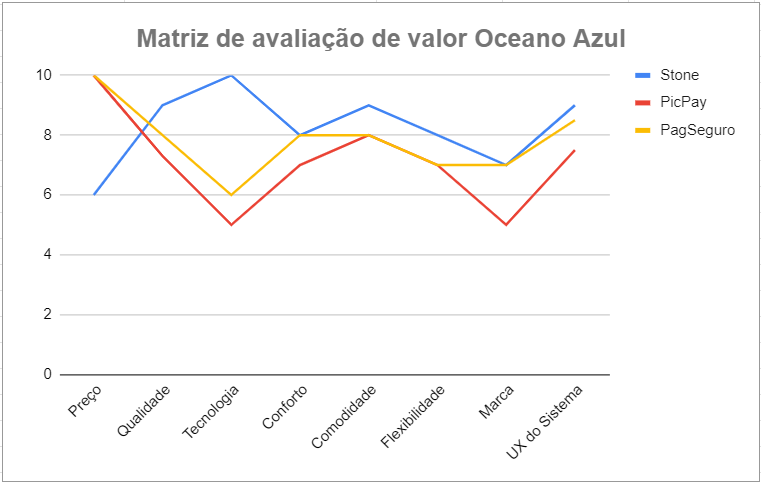 Matriz de avaliação de valor Oceano Azul
Stone
PicPay
PagSeguro
10
8
6
4
2
0
Preço
Qualidade
Tecnologia
Conforto
Comodidade
Flexibilidade
Marca
UX do Sistema